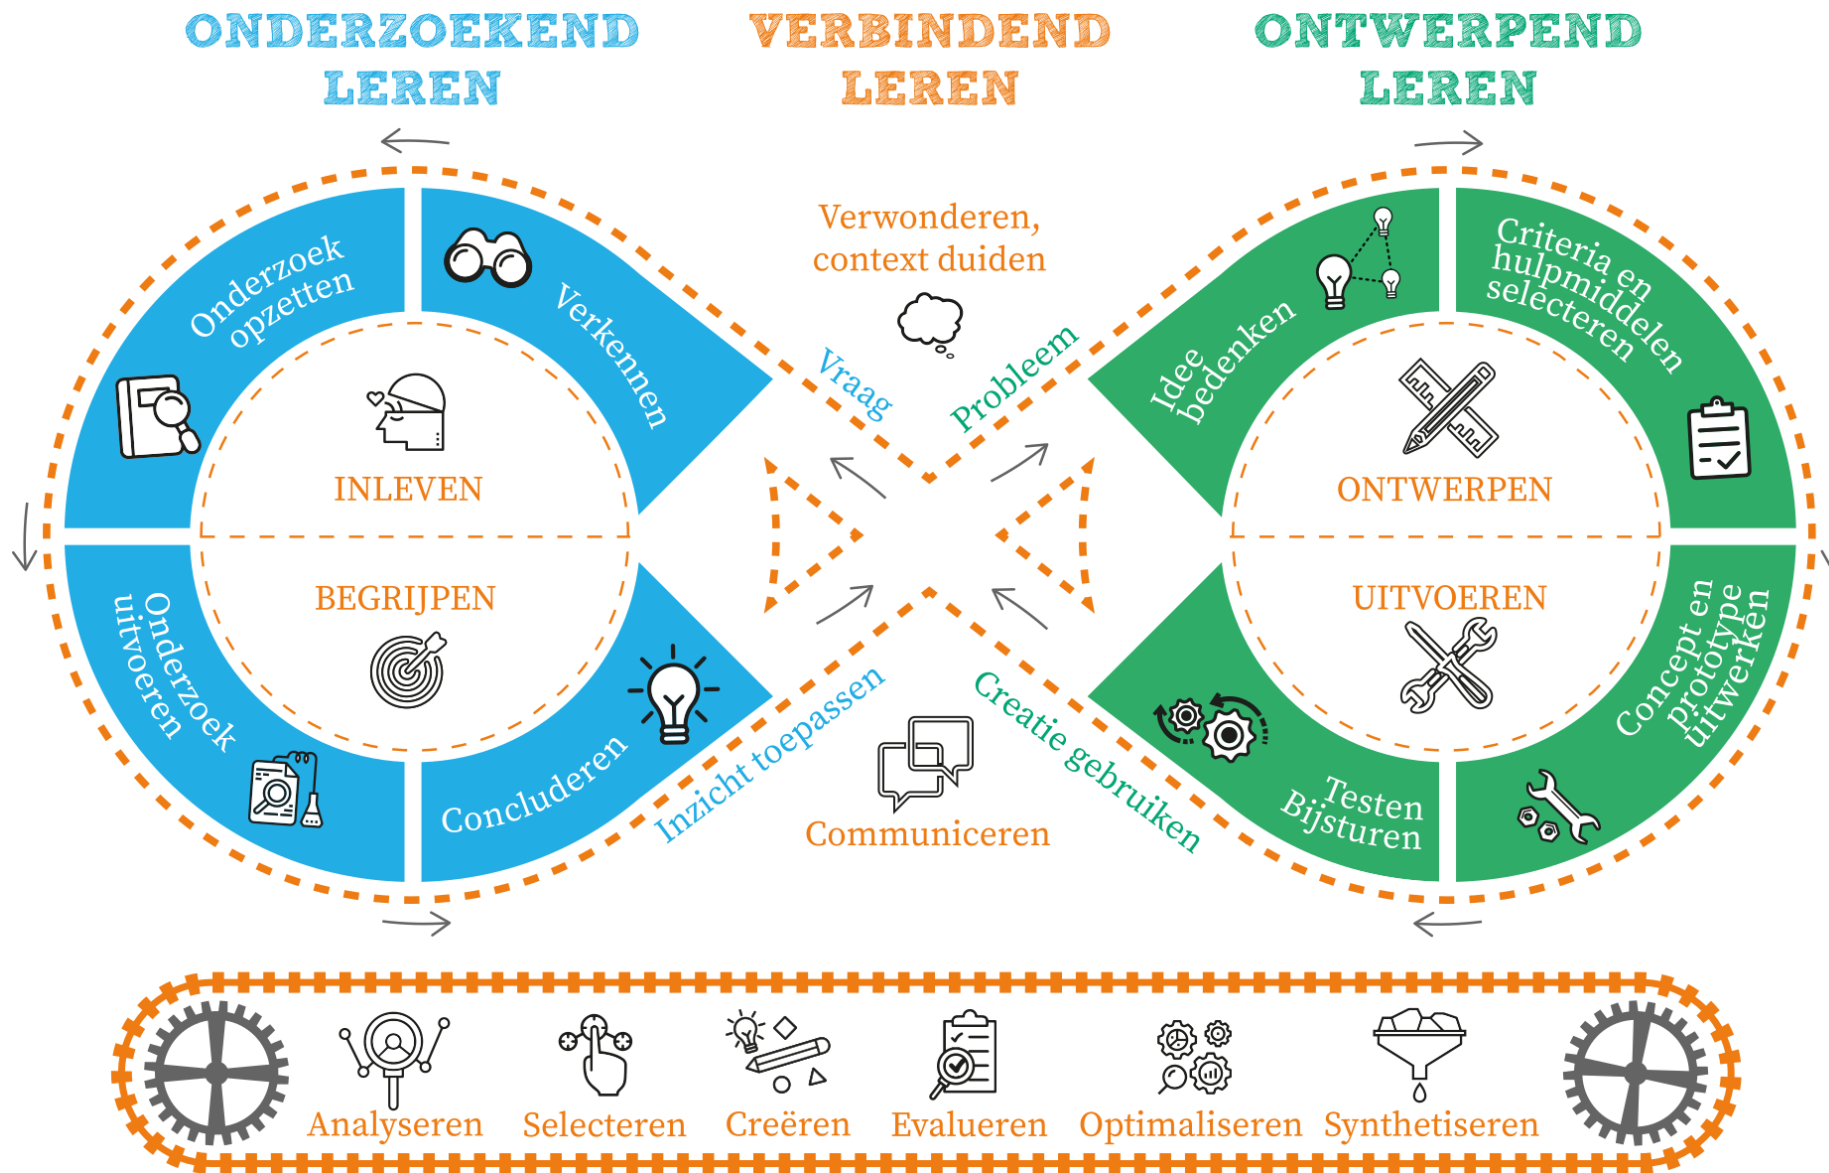 ONDERZOEKEND
LEREN
VERBINDEND
LEREN
ONTWERPEND
LEREN
Verwonderen,
context duiden
Vraag
Probleem
Onderzoek
opzetten
Verkennen
INLEVEN
BEGRIJPEN
Onderzoek
uitvoeren
Concluderen
Inzicht toepassen
Idee
bedenken
Criteria en
hulpmiddelen
selecteren
ONTWERPEN
UITVOEREN
Concept en
prototype
uitwerken
Testen
Bijsturen
Creatie gebruiken
Communiceren
Analyseren
Selecteren
Creëren
Evalueren
Optimaliseren
Synthetiseren